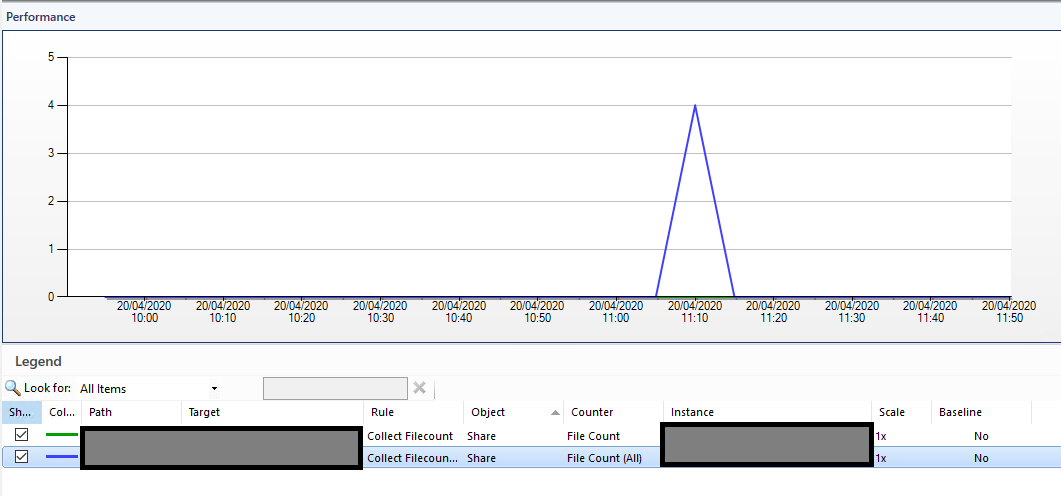 Performance
5
4
3
2
1
0
20/04/2020 20/04/2020 20/04/2020 20/04/2020 20/04/2020 20/04/2020 20/04/2020 20/04/2020 20/04/2020 20/04/2020 20/04/2020 20/04/2020
10:00 10:10 10:20 10:30 10:40 10:50 11:00 11:10 11:20 11:30 11:40 11:50
Legend
Look for: All Items
Sh... Col... Path Target Rule Object Counter Instance Scale Baseline
Collect Filecount Share File Count 1x No
Collect Filecoun... Share File Count (All) 1x No